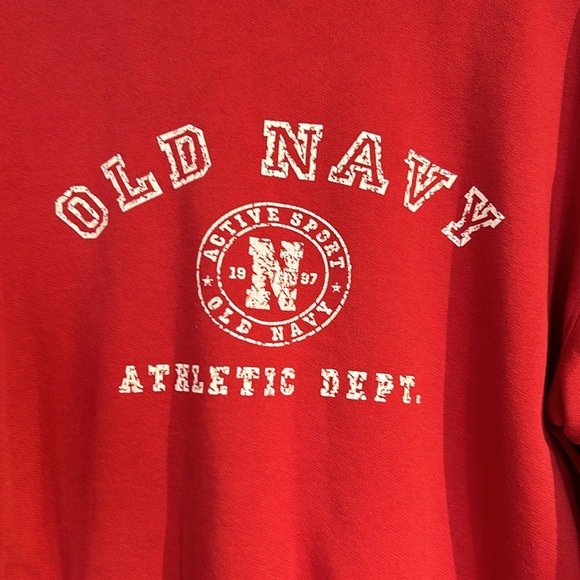 OLD NAVY
ACTIVE SPORT
19 N 97
OLD NAVY
ATHLETIC DEPT.